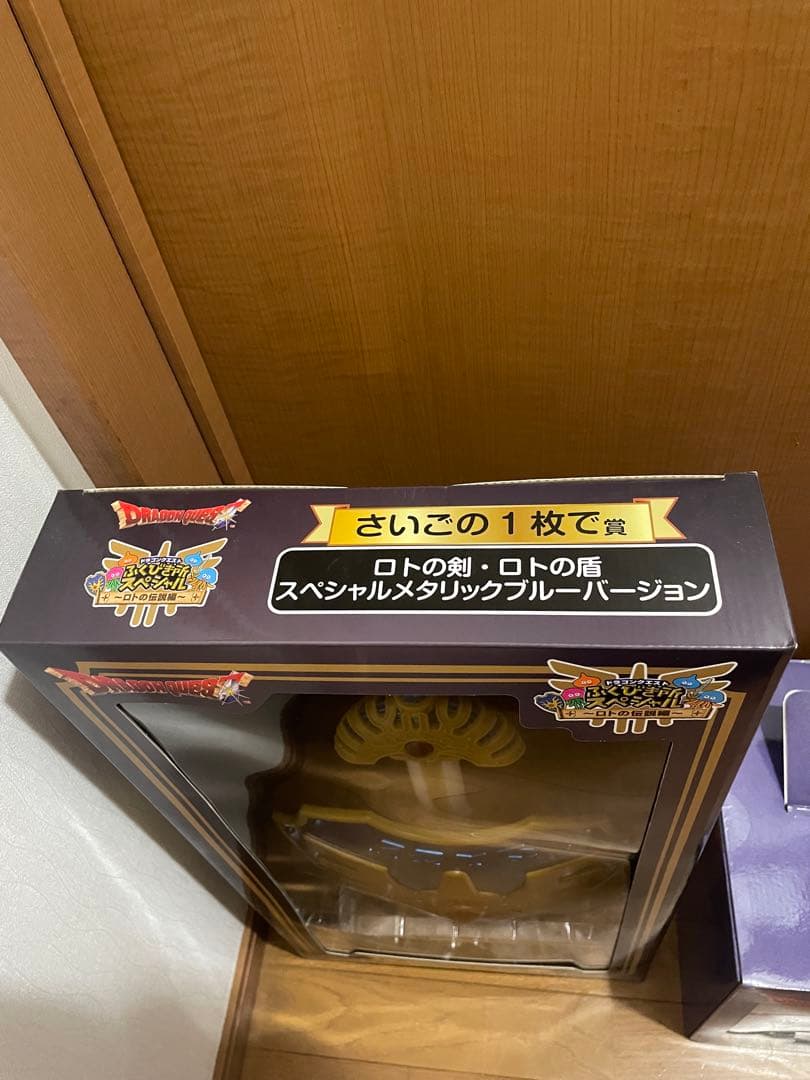 DRAGON QUEST
さいごの1枚で賞
ドラゴンクエスト
ふくびき所
スペシャル
～ロトの伝説編～
ロトの剣・ロトの盾
スペシャルメタリックブルーバージョン
DRAGON QUEST
ドラゴンクエスト
ふくびき所
スペシャル
～ロトの伝説編～